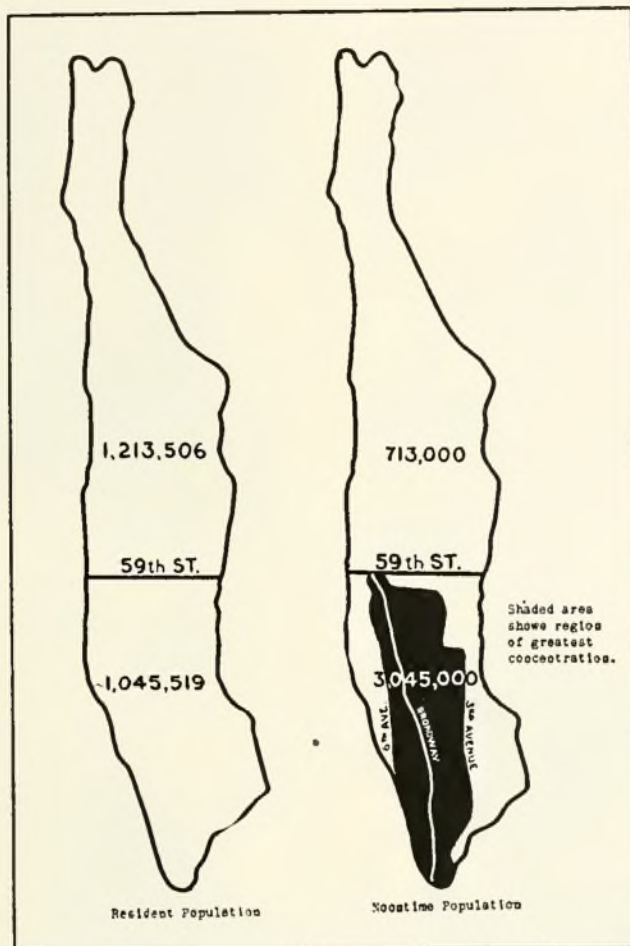 1,213,506
59th ST.
1,045,519
Resident Population
713,000
59th ST.
3,045,000
6TH AVE.
BROADWAY
3RD AVENUE
Shaded area
shows region
of greatest
concentration.
Noontime Population